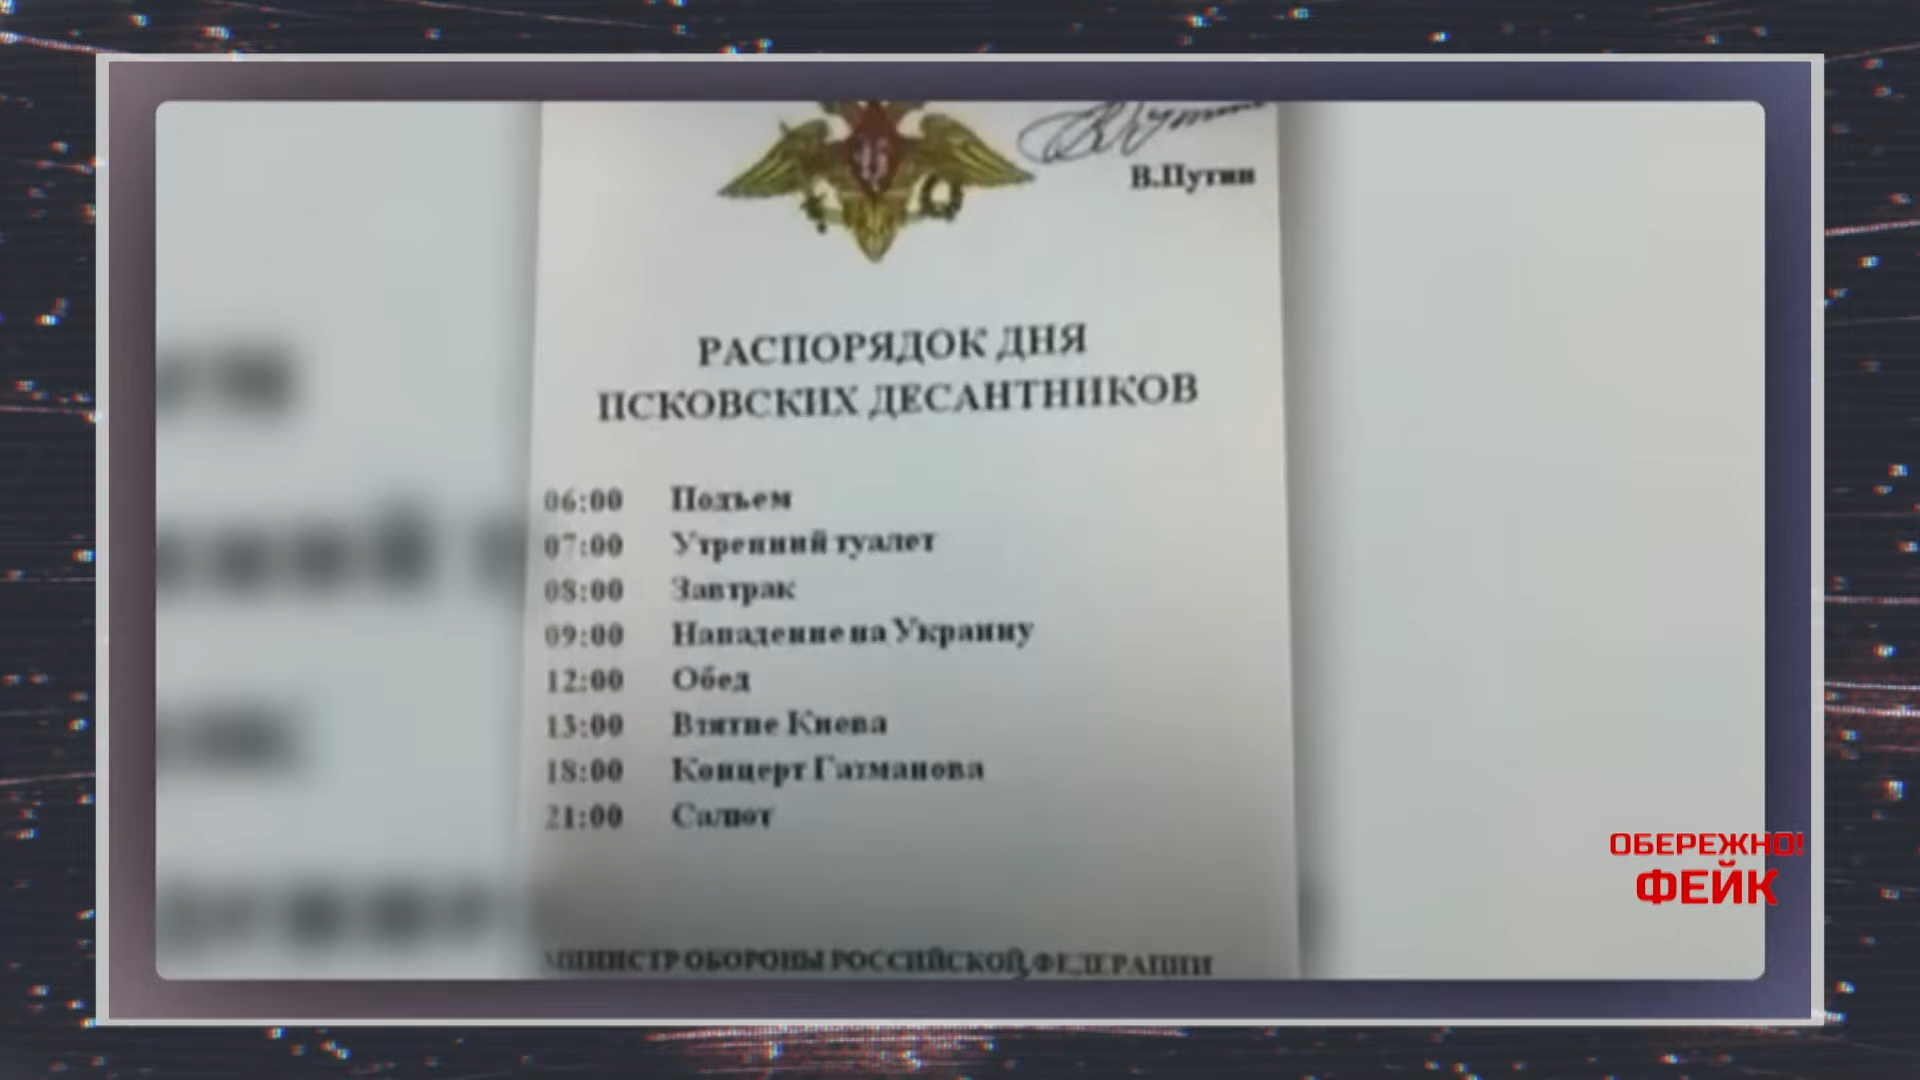 В.Путин
РАСПОРЯДОК ДНЯ
ПСКОВСКИХ ДЕСАНТНИКОВ
06:00 Подъем
07:00 Утренний туалет
08:00 Завтрак
09:00 Нападение на Украину
12:00 Обед
13:00 Взятие Киева
18:00 Концерт Газманова
21:00 Салют
МИНИСТР ОБОРОНЫ РОССИЙСКОЙ ФЕДЕРАЦИИ
ОБЕРЕЖНО!
ФЕЙК